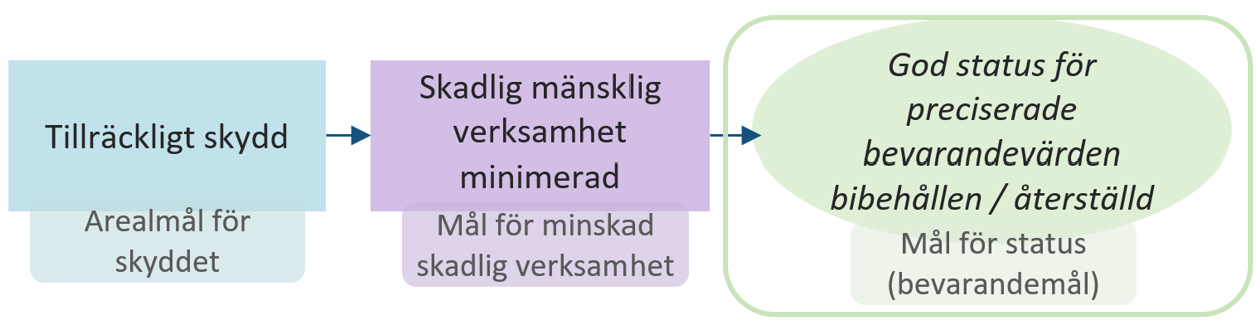 Tillräckligt skydd
Arealmål för
skyddet
Skadlig mänsklig
verksamhet
minimerad
Mål för minskad
skadlig verksamhet
God status för
preciserade
bevarandevärden
bibehållen / återställd
Mål för status
(bevarandemål)